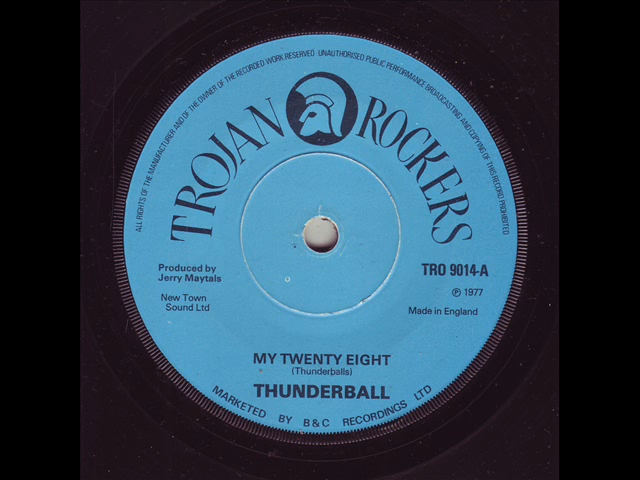 ALL RIGHTS OF THE MANUFACTURER AND OF THE OWNER OF THE RECORDED WORK RESERVED UNAUTHORISED PUBLIC PERFORMANCE BROADCASTING AND COPYING OF THIS RECORD PROHIBITED
TROJAN ROCKERS
Produced by
Jerry Maytals
New Town
Sound Ltd
TRO 9014-A
℗ 1977
Made in England
MY TWENTY EIGHT
(Thunderballs)
THUNDERBALL
MARKETED BY B & C RECORDINGS LTD